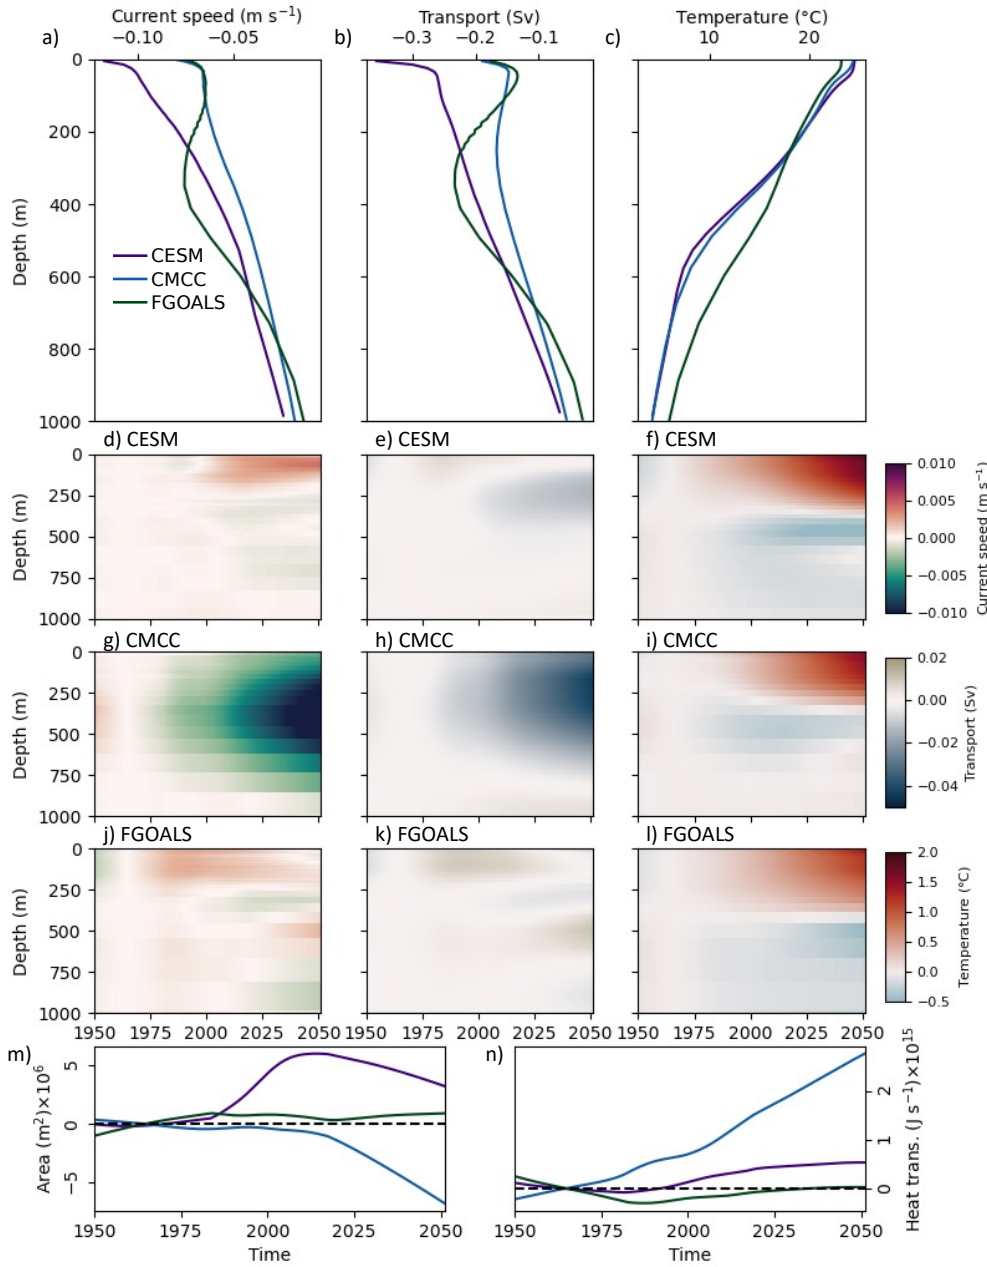 Current speed (m s⁻¹)
Transport (Sv)
Temperature (°C)
a)
−0.10
−0.05
b)
−0.3
−0.2
−0.1
c)
10
20
Depth (m)
0
200
400
600
800
1000
CESM
CMCC
FGOALS
d) CESM
e) CESM
f) CESM
Depth (m)
0
250
500
750
1000
0.010
0.005
0.000
−0.005
−0.010
Current speed (m s⁻¹)
g) CMCC
h) CMCC
i) CMCC
Depth (m)
0
250
500
750
1000
0.02
0.00
−0.02
−0.04
Transport (Sv)
j) FGOALS
k) FGOALS
l) FGOALS
Depth (m)
0
250
500
750
1000
2.0
1.5
1.0
0.5
0.0
−0.5
Temperature (°C)
1950 1975 2000 2025 2050
1950 1975 2000 2025 2050
1950 1975 2000 2025 2050
m)
Area (m²)×10⁶
5
0
−5
1950 1975 2000 2025 2050
Time
n)
2
1
0
Heat trans. (J s⁻¹)×10¹⁵
1950 1975 2000 2025 2050
Time